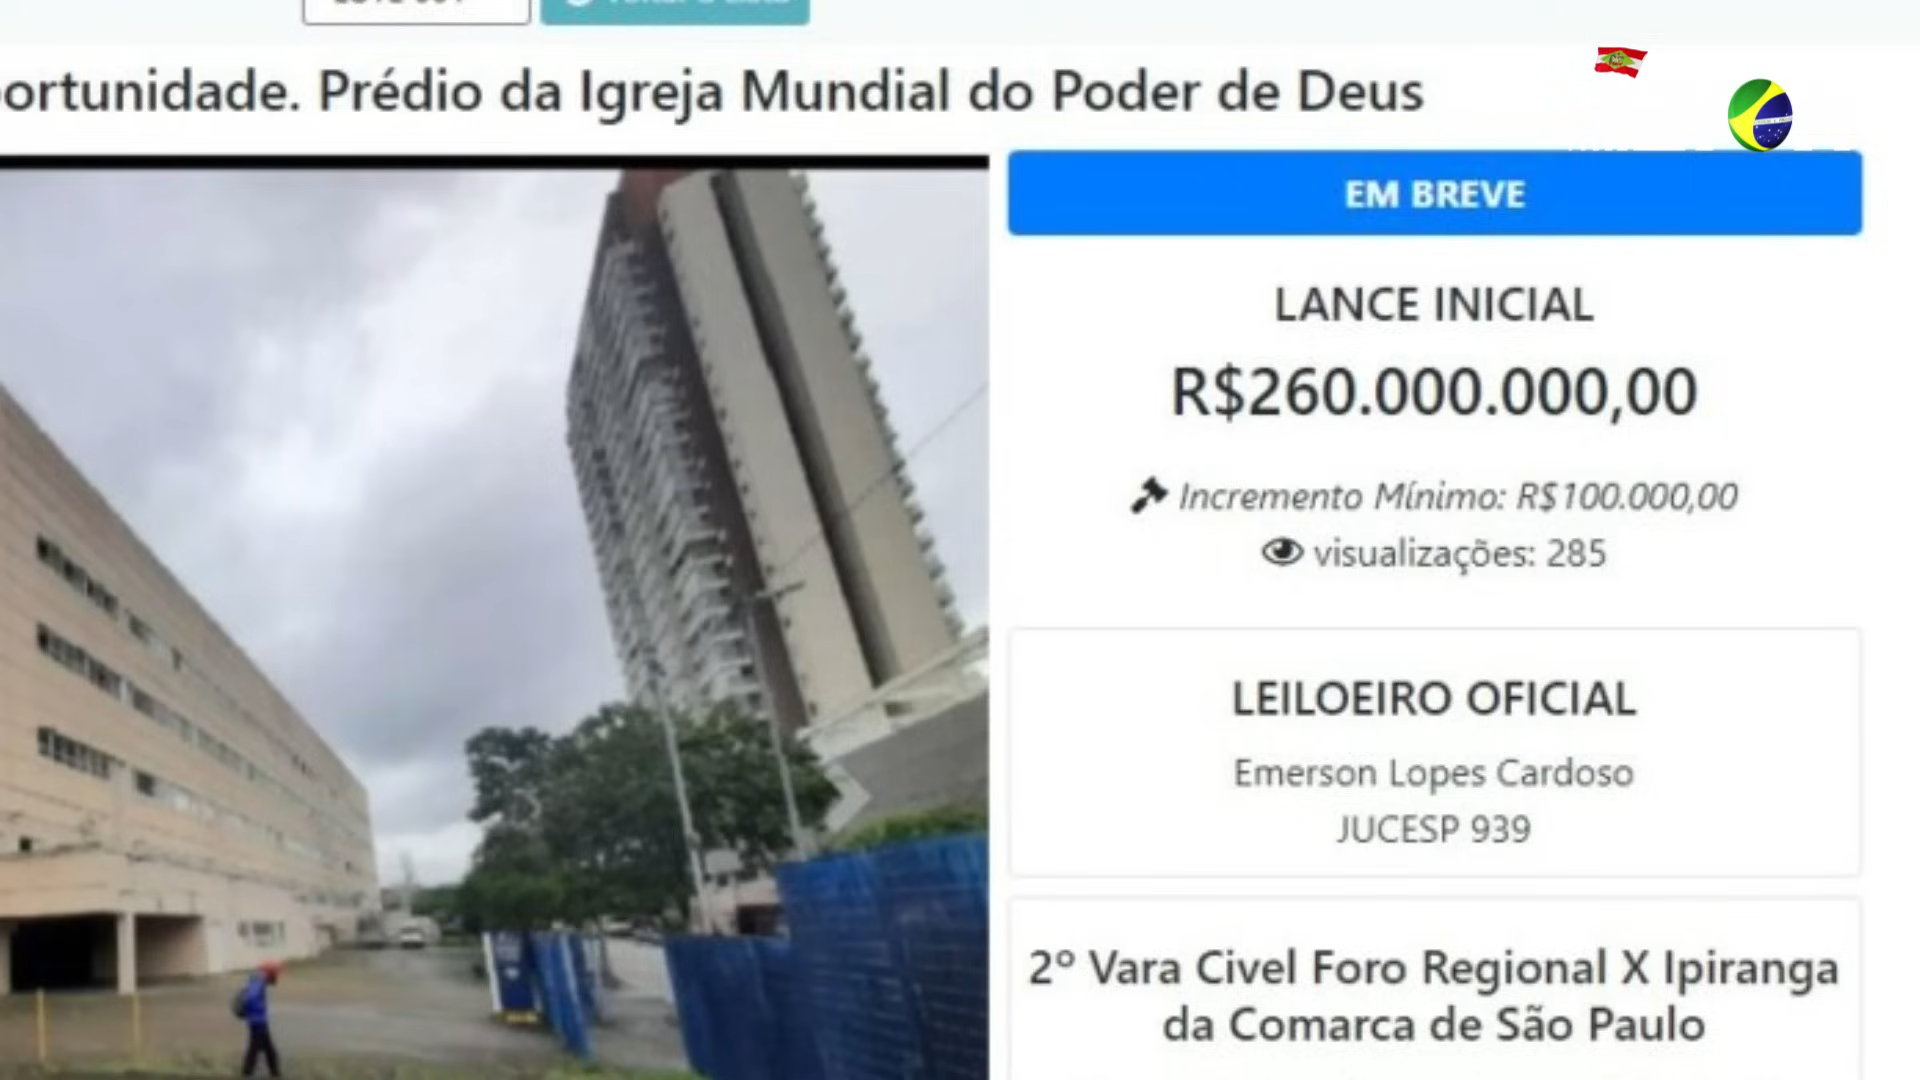 ortunidade. Prédio da Igreja Mundial do Poder de Deus
EM BREVE
LANCE INICIAL
R$260.000.000,00
Incremento Mínimo: R$100.000,00
visualizações: 285
LEILOEIRO OFICIAL
Emerson Lopes Cardoso
JUCESP 939
2º Vara Civel Foro Regional X Ipiranga
da Comarca de São Paulo